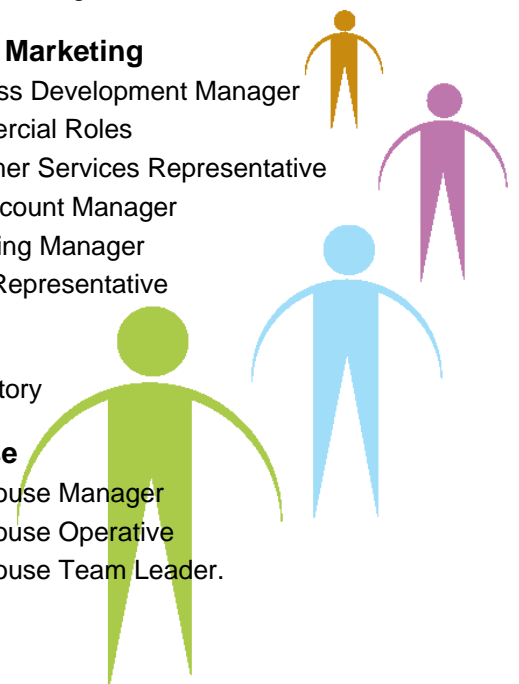 Marketing
ss Development Manager
ercial Roles
ner Services Representative
count Manager
ing Manager
Representative
tory
e
ouse Manager
ouse Operative
ouse Team Leader.